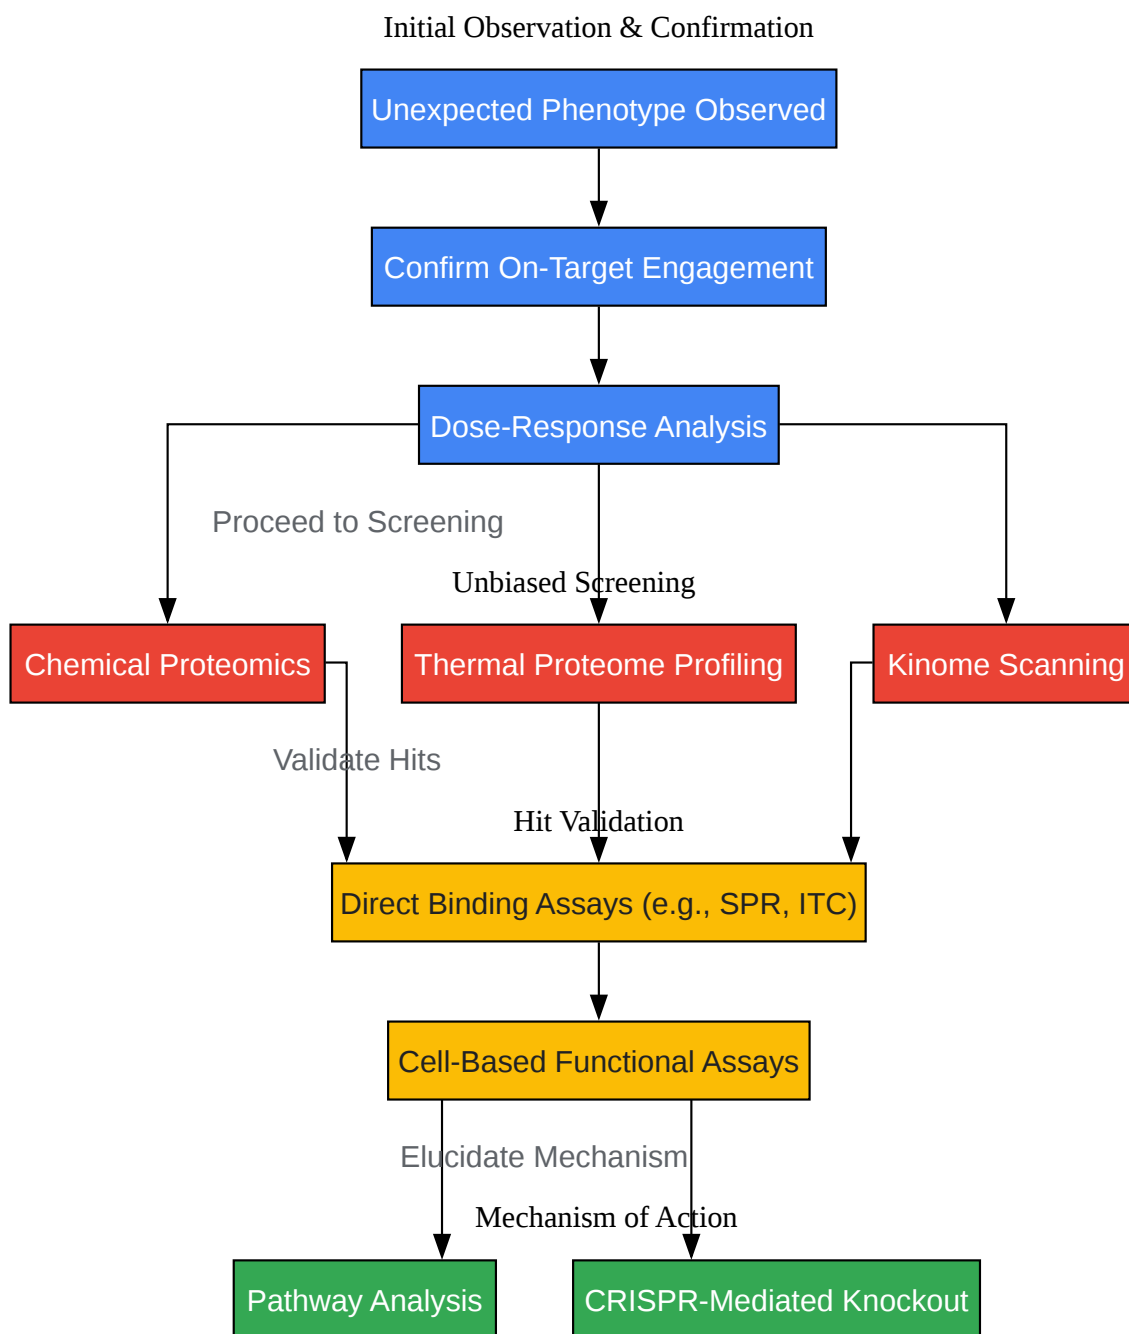 Initial Observation & Confirmation
Unexpected Phenotype Observed
Confirm On-Target Engagement
Dose-Response Analysis
Proceed to Screening
Unbiased Screening
Chemical Proteomics
Thermal Proteome Profiling
Kinome Scanning
Validate Hits
Hit Validation
Direct Binding Assays (e.g., SPR, ITC)
Cell-Based Functional Assays
Elucidate Mechanism
Mechanism of Action
Pathway Analysis
CRISPR-Mediated Knockout